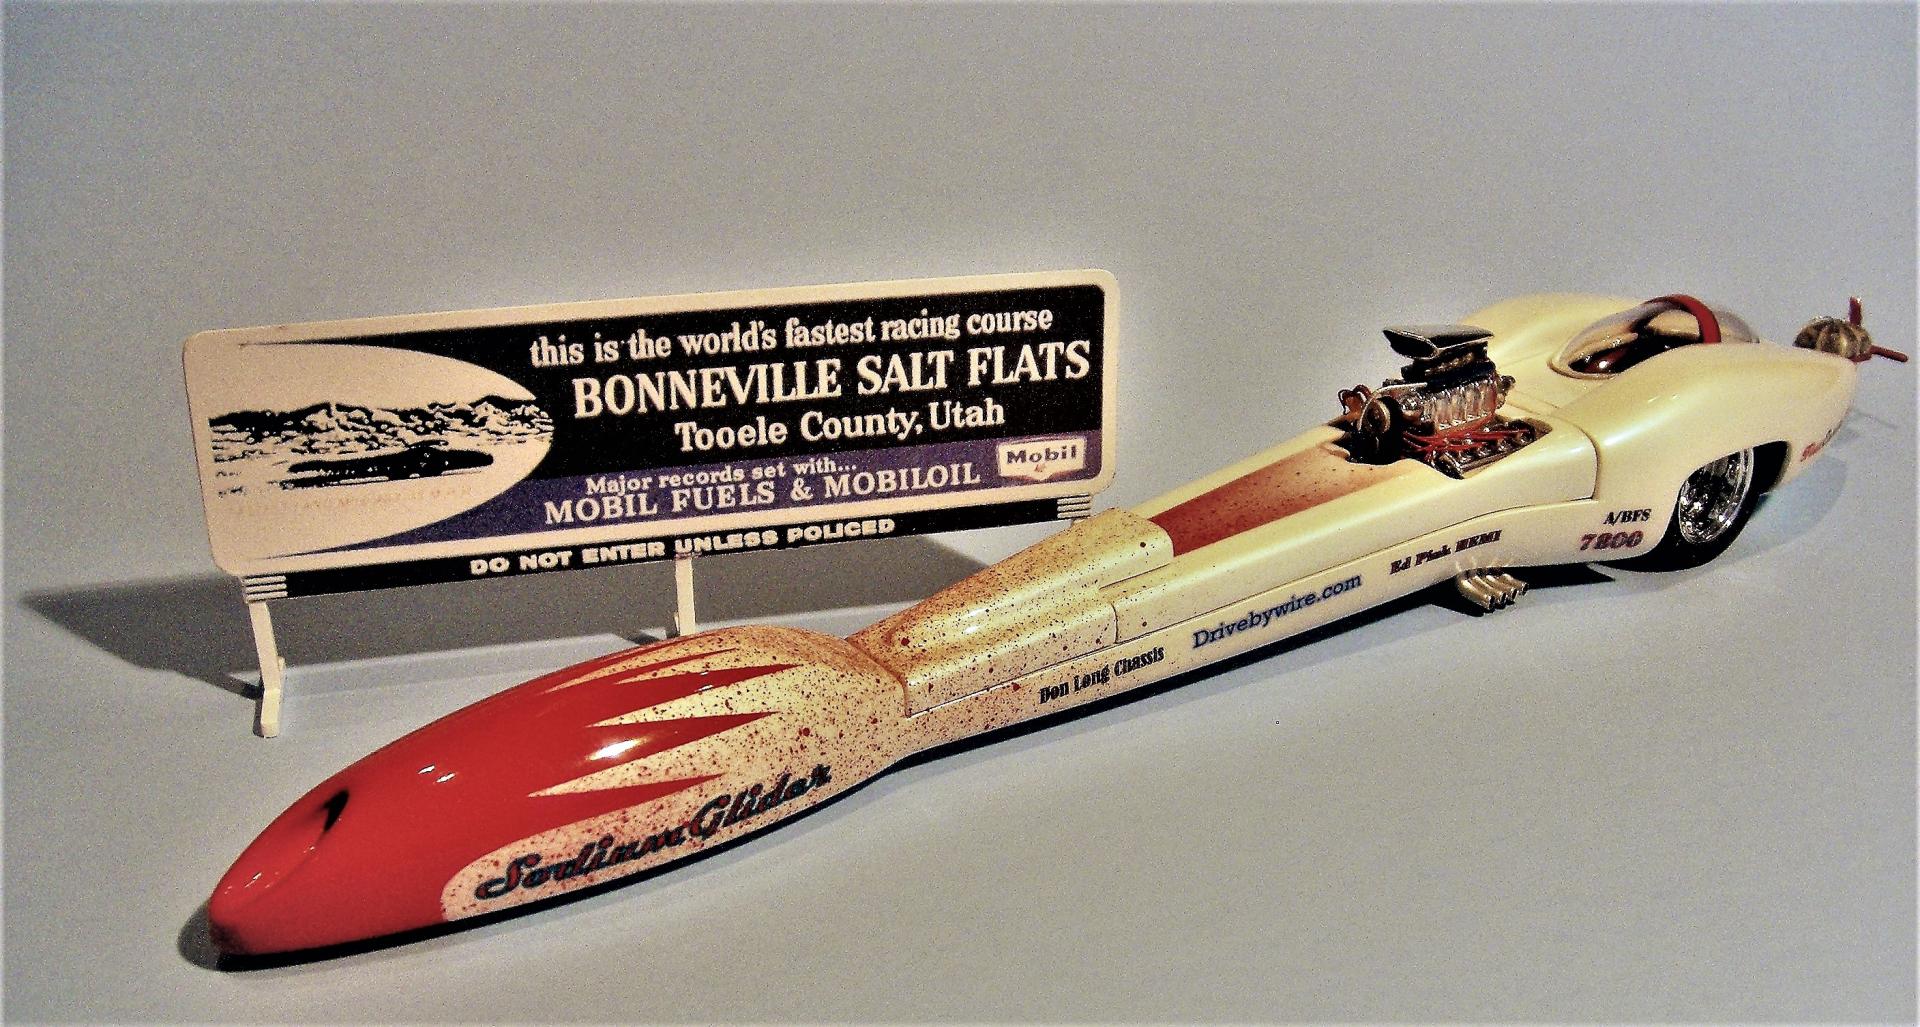 this is the world's fastest racing course
BONNEVILLE SALT FLATS
Tooele County, Utah
Major records set with...
MOBIL FUELS & MOBILOIL
Mobil
DO NOT ENTER UNLESS POLICED
A/BFS
7800
Ed Pink HEMI
Drivebywire.com
Don Long Chassis
Glider